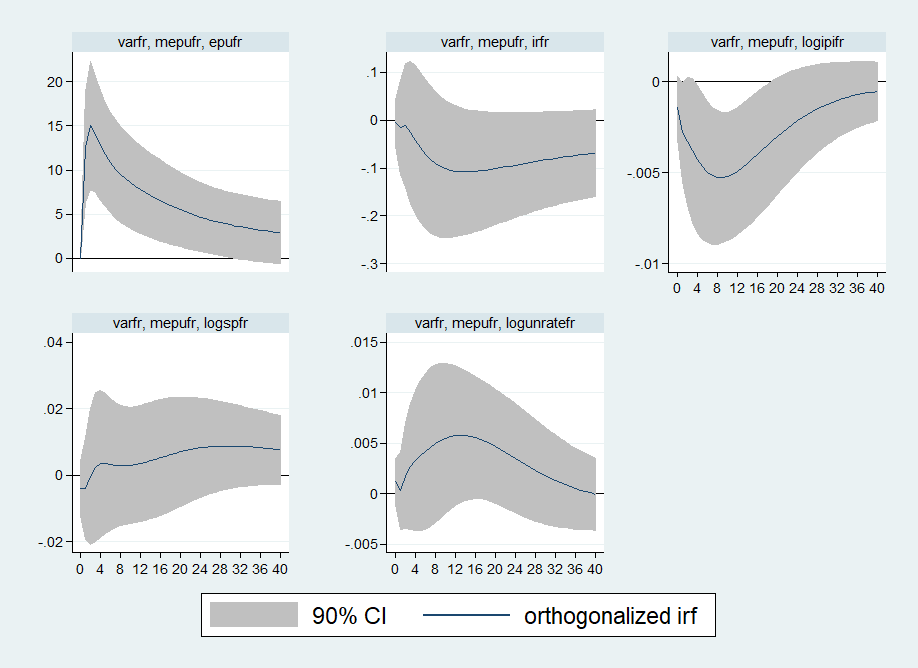 varfr, mepufr, epufr
20
15
10
5
0
varfr, mepufr, irfr
.1
0
-.1
-.2
-.3
varfr, mepufr, logipifr
0
-.005
-.01
0 4 8 12 16 20 24 28 32 36 40
varfr, mepufr, logspfr
.04
.02
0
-.02
0 4 8 12 16 20 24 28 32 36 40
varfr, mepufr, logunratefr
.015
.01
.005
0
-.005
0 4 8 12 16 20 24 28 32 36 40
90% CI orthogonalized irf